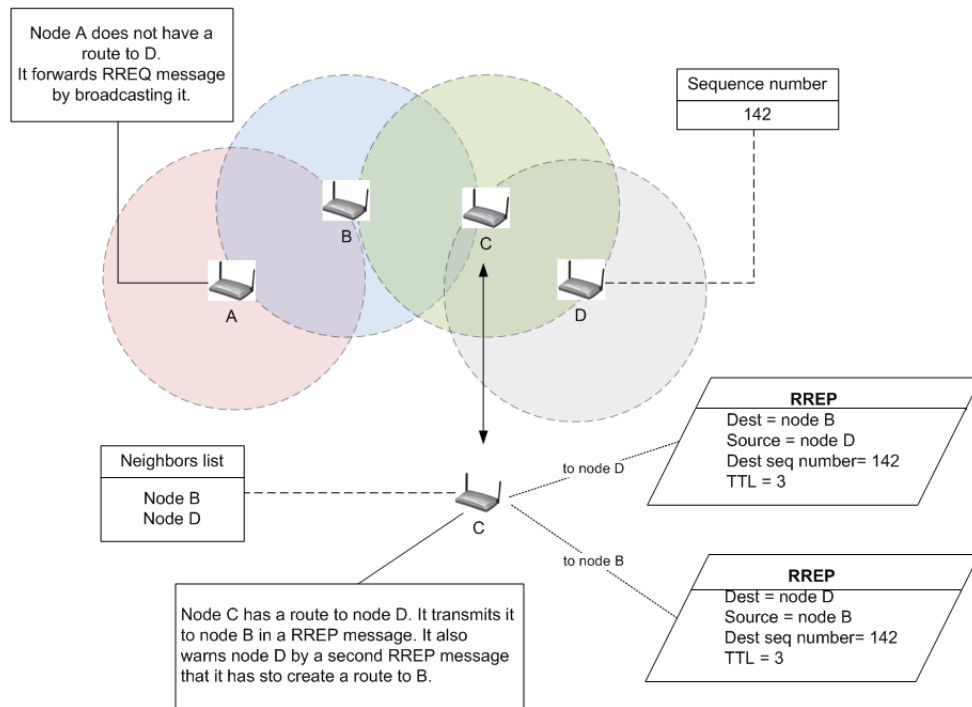 Node A does not have a
route to D.
It forwards RREQ message
by broadcasting it.
Sequence number
142
B
C
A
D
Neighbors list
Node B
Node D
C
to node D
RREP
Dest = node B
Source = node D
Dest seq number= 142
TTL = 3
to node B
RREP
Dest = node D
Source = node B
Dest seq number= 142
TTL = 3
Node C has a route to node D. It transmits it
to node B in a RREP message. It also
warns node D by a second RREP message
that it has sto create a route to B.